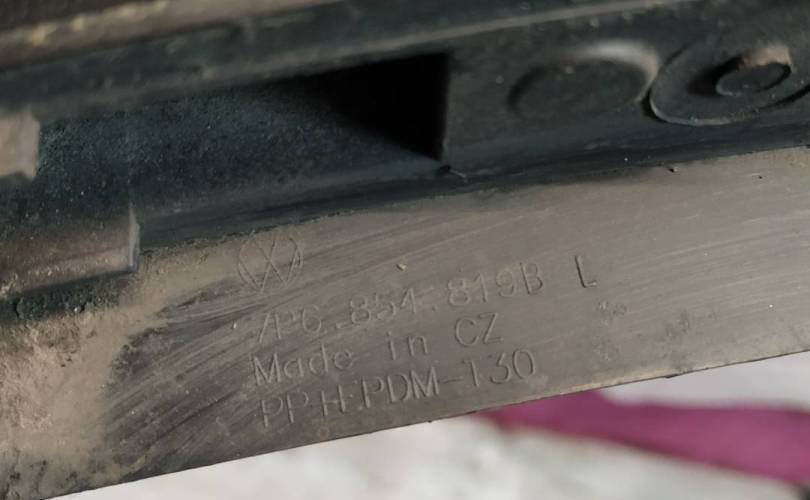 7P6.854.819B L
Made in CZ
PP+EPDM-T30